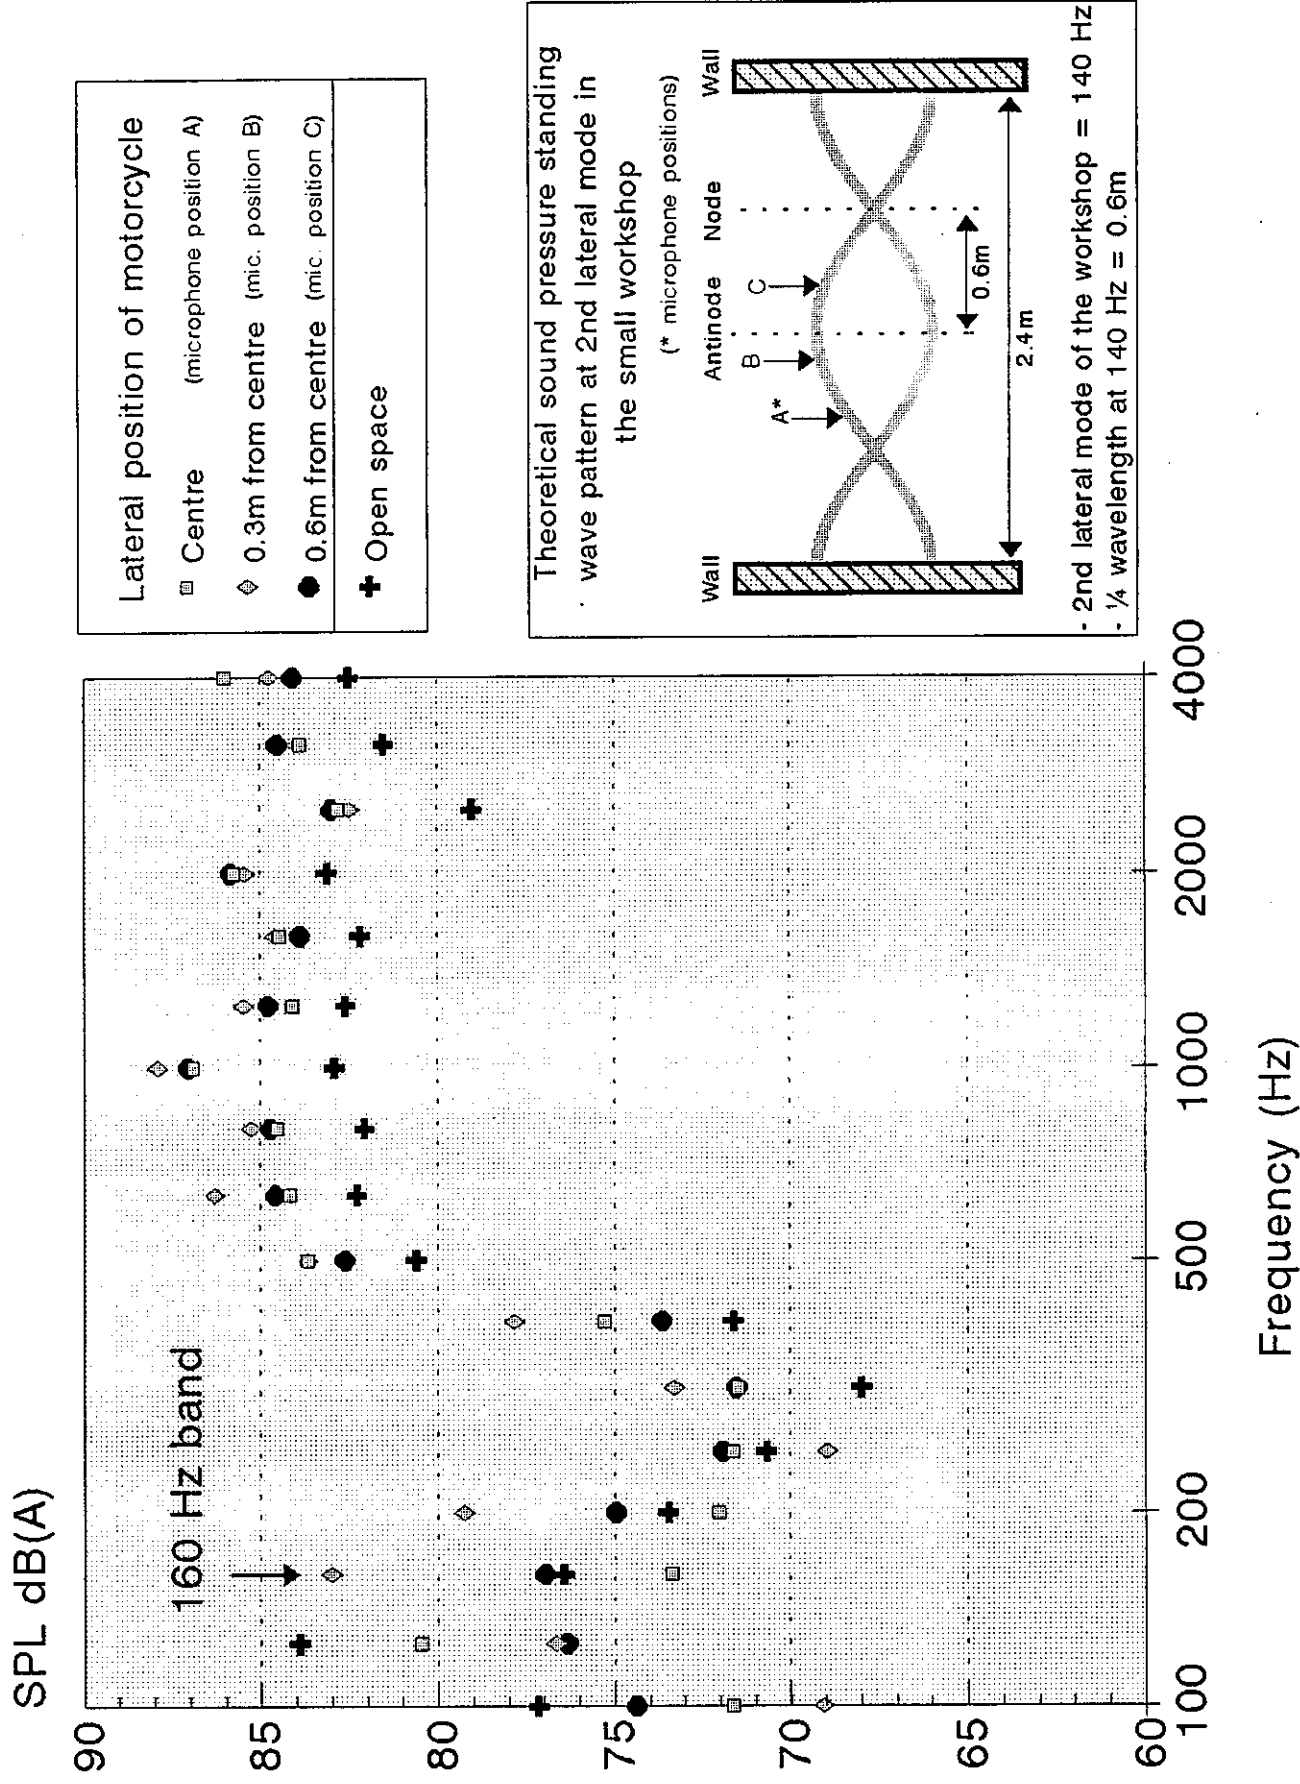 SPL dB(A)
90
85
80
75
70
65
60
160 Hz band
100
200
500
1000
2000
4000
Frequency (Hz)
Lateral position of motorcycle
Centre (microphone position A)
0.3m from centre (mic. position B)
0.6m from centre (mic. position C)
Open space
Theoretical sound pressure standing
wave pattern at 2nd lateral mode in
the small workshop
(* microphone positions)
Wall Antinode Node Wall
A* B C
0.6m
2.4m
- 2nd lateral mode of the workshop = 140 Hz
- ¼ wavelength at 140 Hz = 0.6m